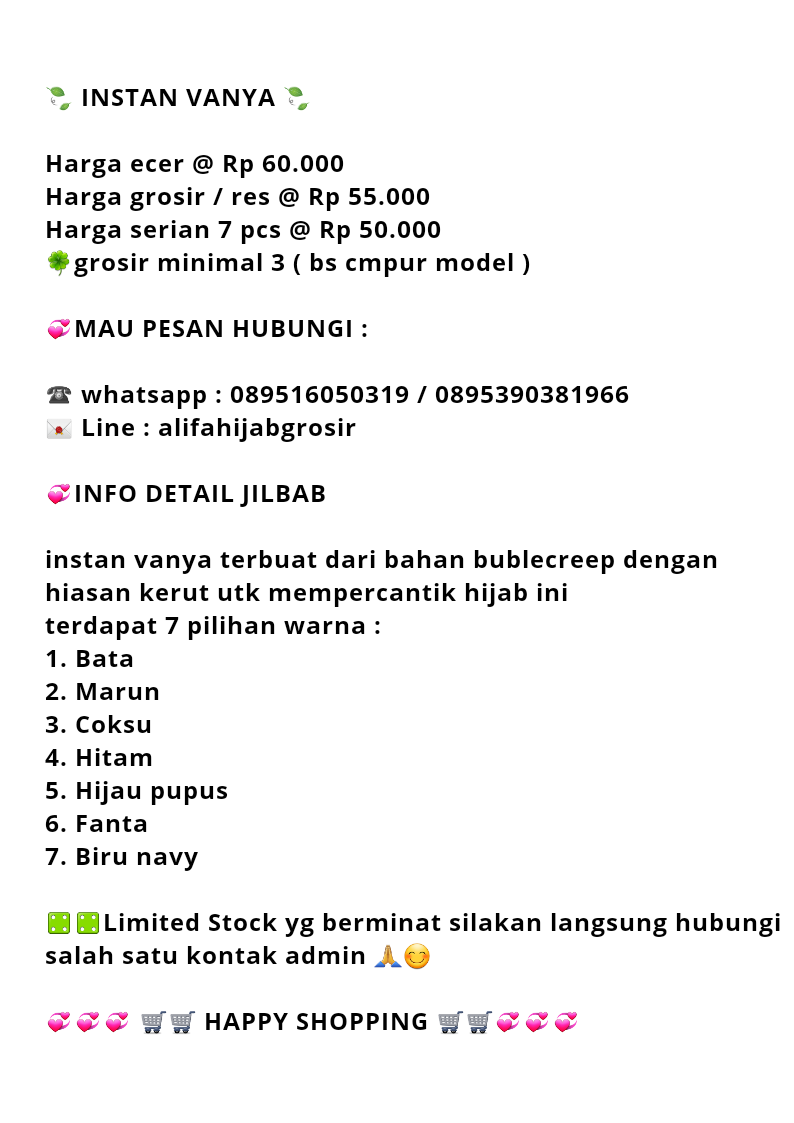 🍃 INSTAN VANYA 🍃
Harga ecer @ Rp 60.000
Harga grosir / res @ Rp 55.000
Harga serian 7 pcs @ Rp 50.000
🍀grosir minimal 3 ( bs cmpur model )
💞MAU PESAN HUBUNGI :
☎ whatsapp : 089516050319 / 0895390381966
💌 Line : alifahijabgrosir
💞INFO DETAIL JILBAB
instan vanya terbuat dari bahan bublecreep dengan
hiasan kerut utk mempercantik hijab ini
terdapat 7 pilihan warna :
1. Bata
2. Marun
3. Coksu
4. Hitam
5. Hijau pupus
6. Fanta
7. Biru navy
🎲🎲Limited Stock yg berminat silakan langsung hubungi
salah satu kontak admin 🙏😊
💞💞💞 🛒🛒 HAPPY SHOPPING 🛒🛒💞💞💞